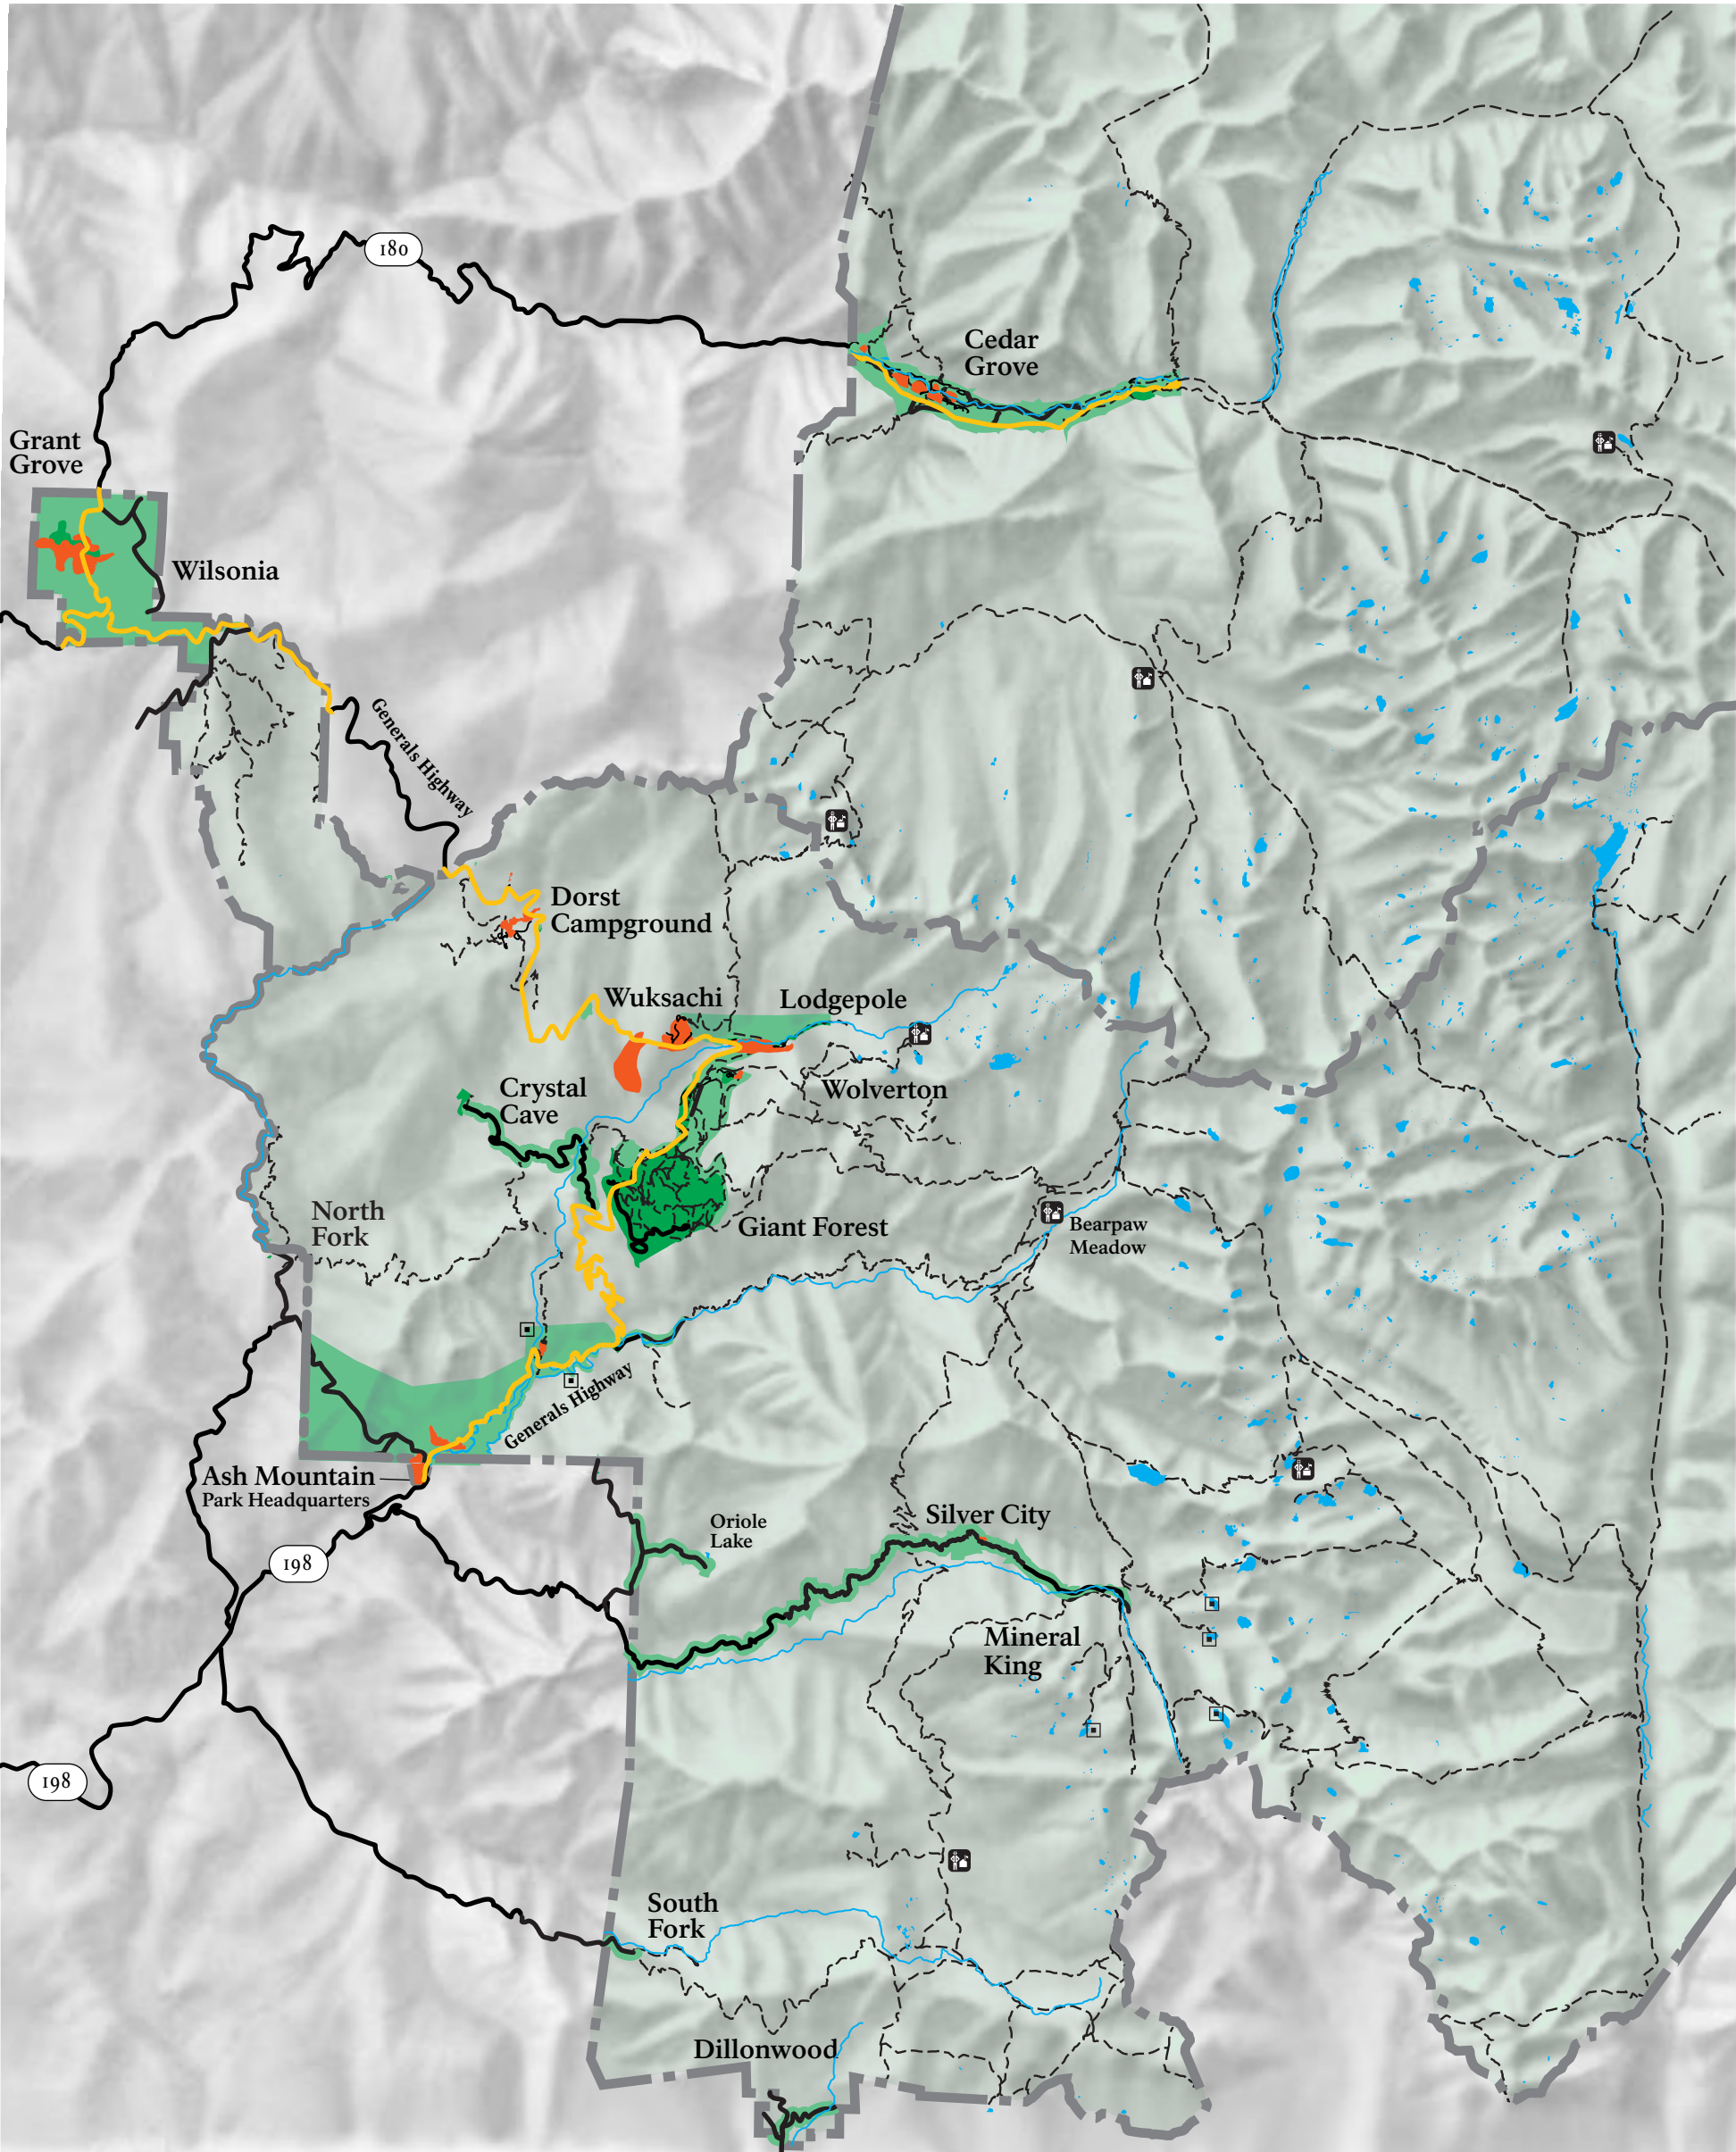 180
Cedar
Grove
Grant
Grove
Wilsonia
Generals Highway
Dorst
Campground
Wuksachi
Lodgepole
Crystal
Cave
Wolverton
North
Fork
Giant Forest
Bearpaw
Meadow
Generals Highway
Ash Mountain
Park Headquarters
Oriole
Lake
Silver City
198
Mineral
King
198
South
Fork
Dillonwood